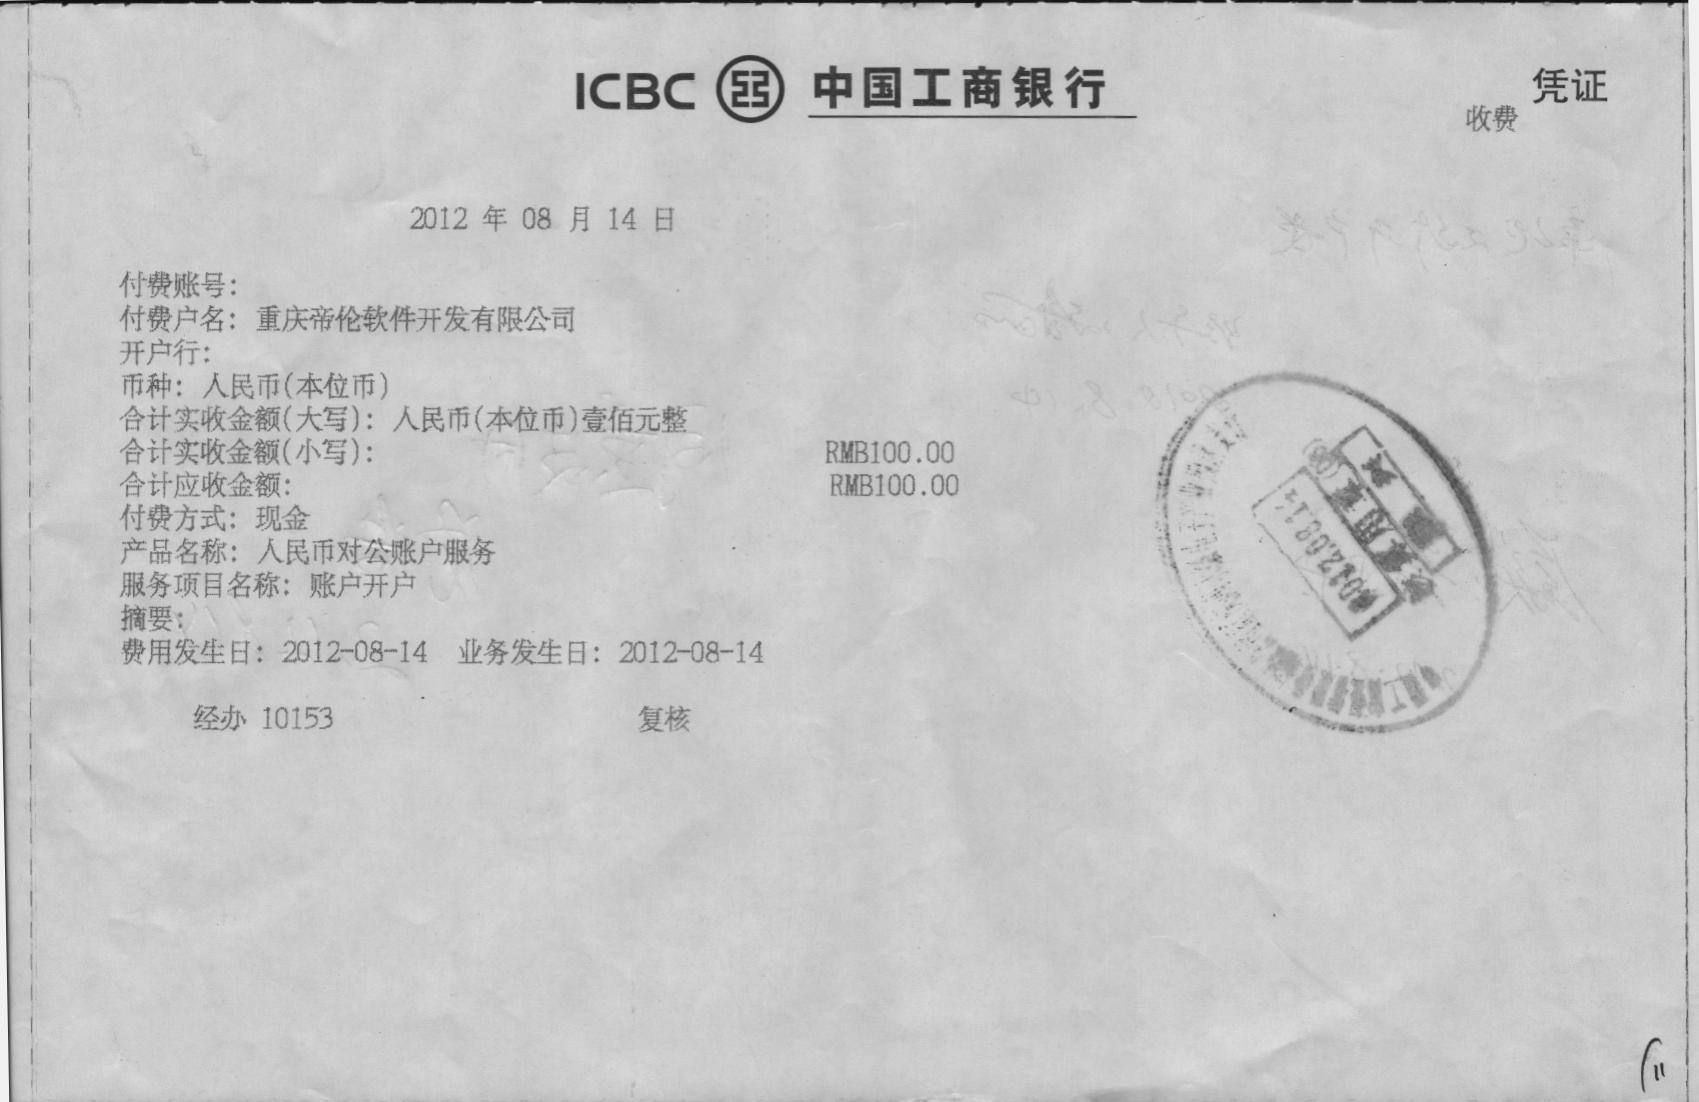 ICBC 中国工商银行
凭证
收费
2012 年 08 月 14 日
付费账号:
付费户名: 重庆帝伦软件开发有限公司
开户行:
币种: 人民币(本位币)
合计实收金额(大写): 人民币(本位币)壹佰元整
合计实收金额(小写): RMB100.00
合计应收金额: RMB100.00
付费方式: 现金
产品名称: 人民币对公账户服务
服务项目名称: 账户开户
摘要:
费用发生日: 2012-08-14 业务发生日: 2012-08-14
经办 10153 复核
2012.08.14
11